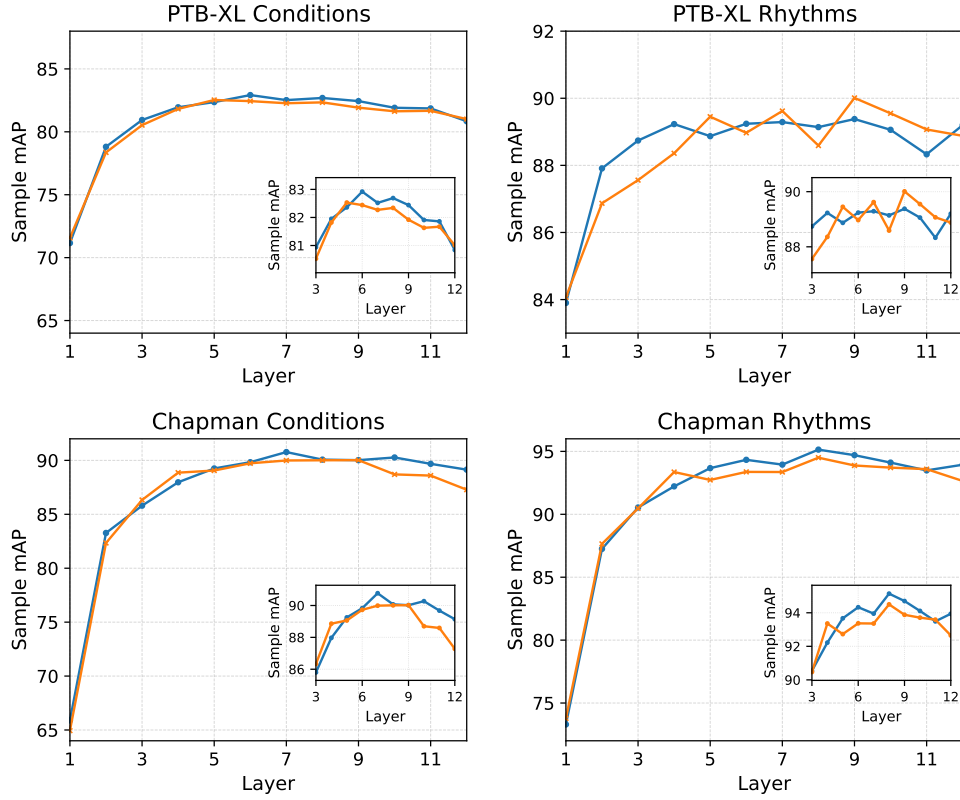 PTB-XL Conditions
Sample mAP
85
80
75
70
65
1 3 5 7 9 11
Layer
Sample mAP
83
82
81
3 6 9 12
Layer
PTB-XL Rhythms
Sample mAP
92
90
88
86
84
1 3 5 7 9 11
Layer
Sample mAP
90
88
3 6 9 12
Layer
Chapman Conditions
Sample mAP
90
85
80
75
70
65
1 3 5 7 9 11
Layer
Sample mAP
90
88
86
3 6 9 12
Layer
Chapman Rhythms
Sample mAP
95
90
85
80
75
1 3 5 7 9 11
Layer
Sample mAP
94
92
90
3 6 9 12
Layer